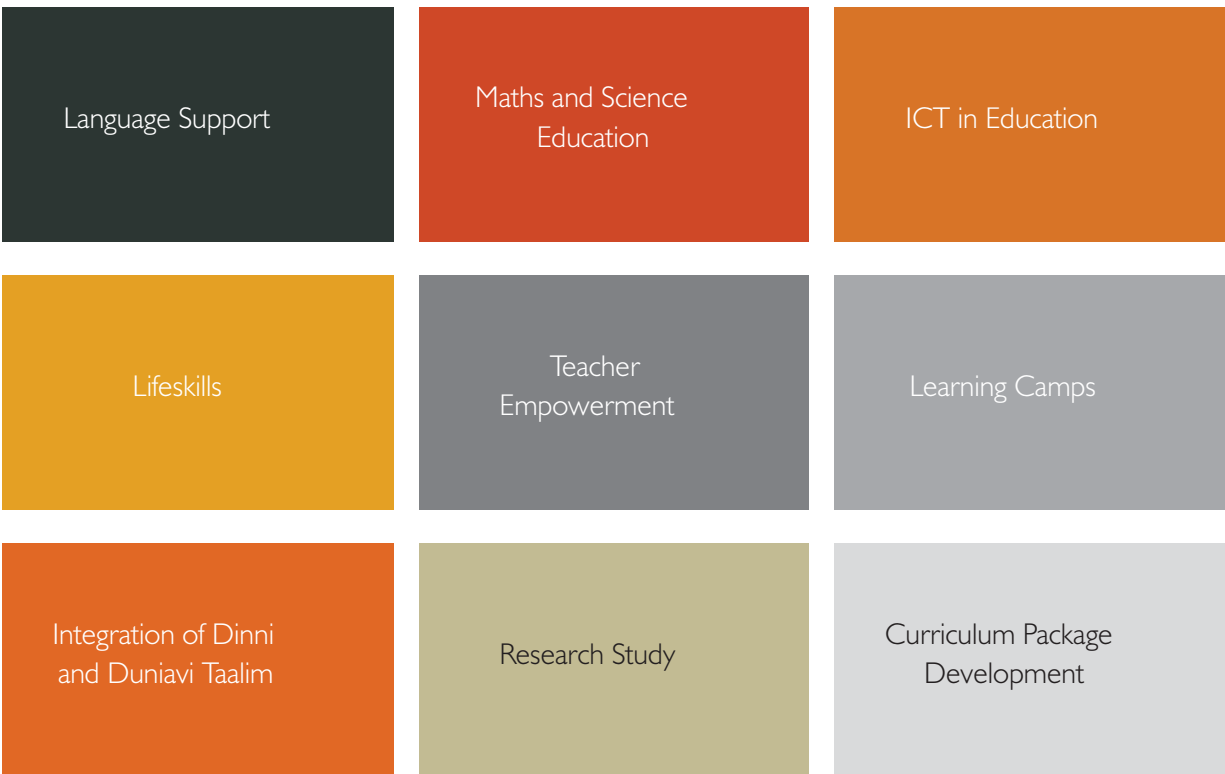 Language Support
Maths and Science
Education
ICT in Education
Lifeskills
Teacher
Empowerment
Learning Camps
Integration of Dinni
and Duniavi Taalim
Research Study
Curriculum Package
Development